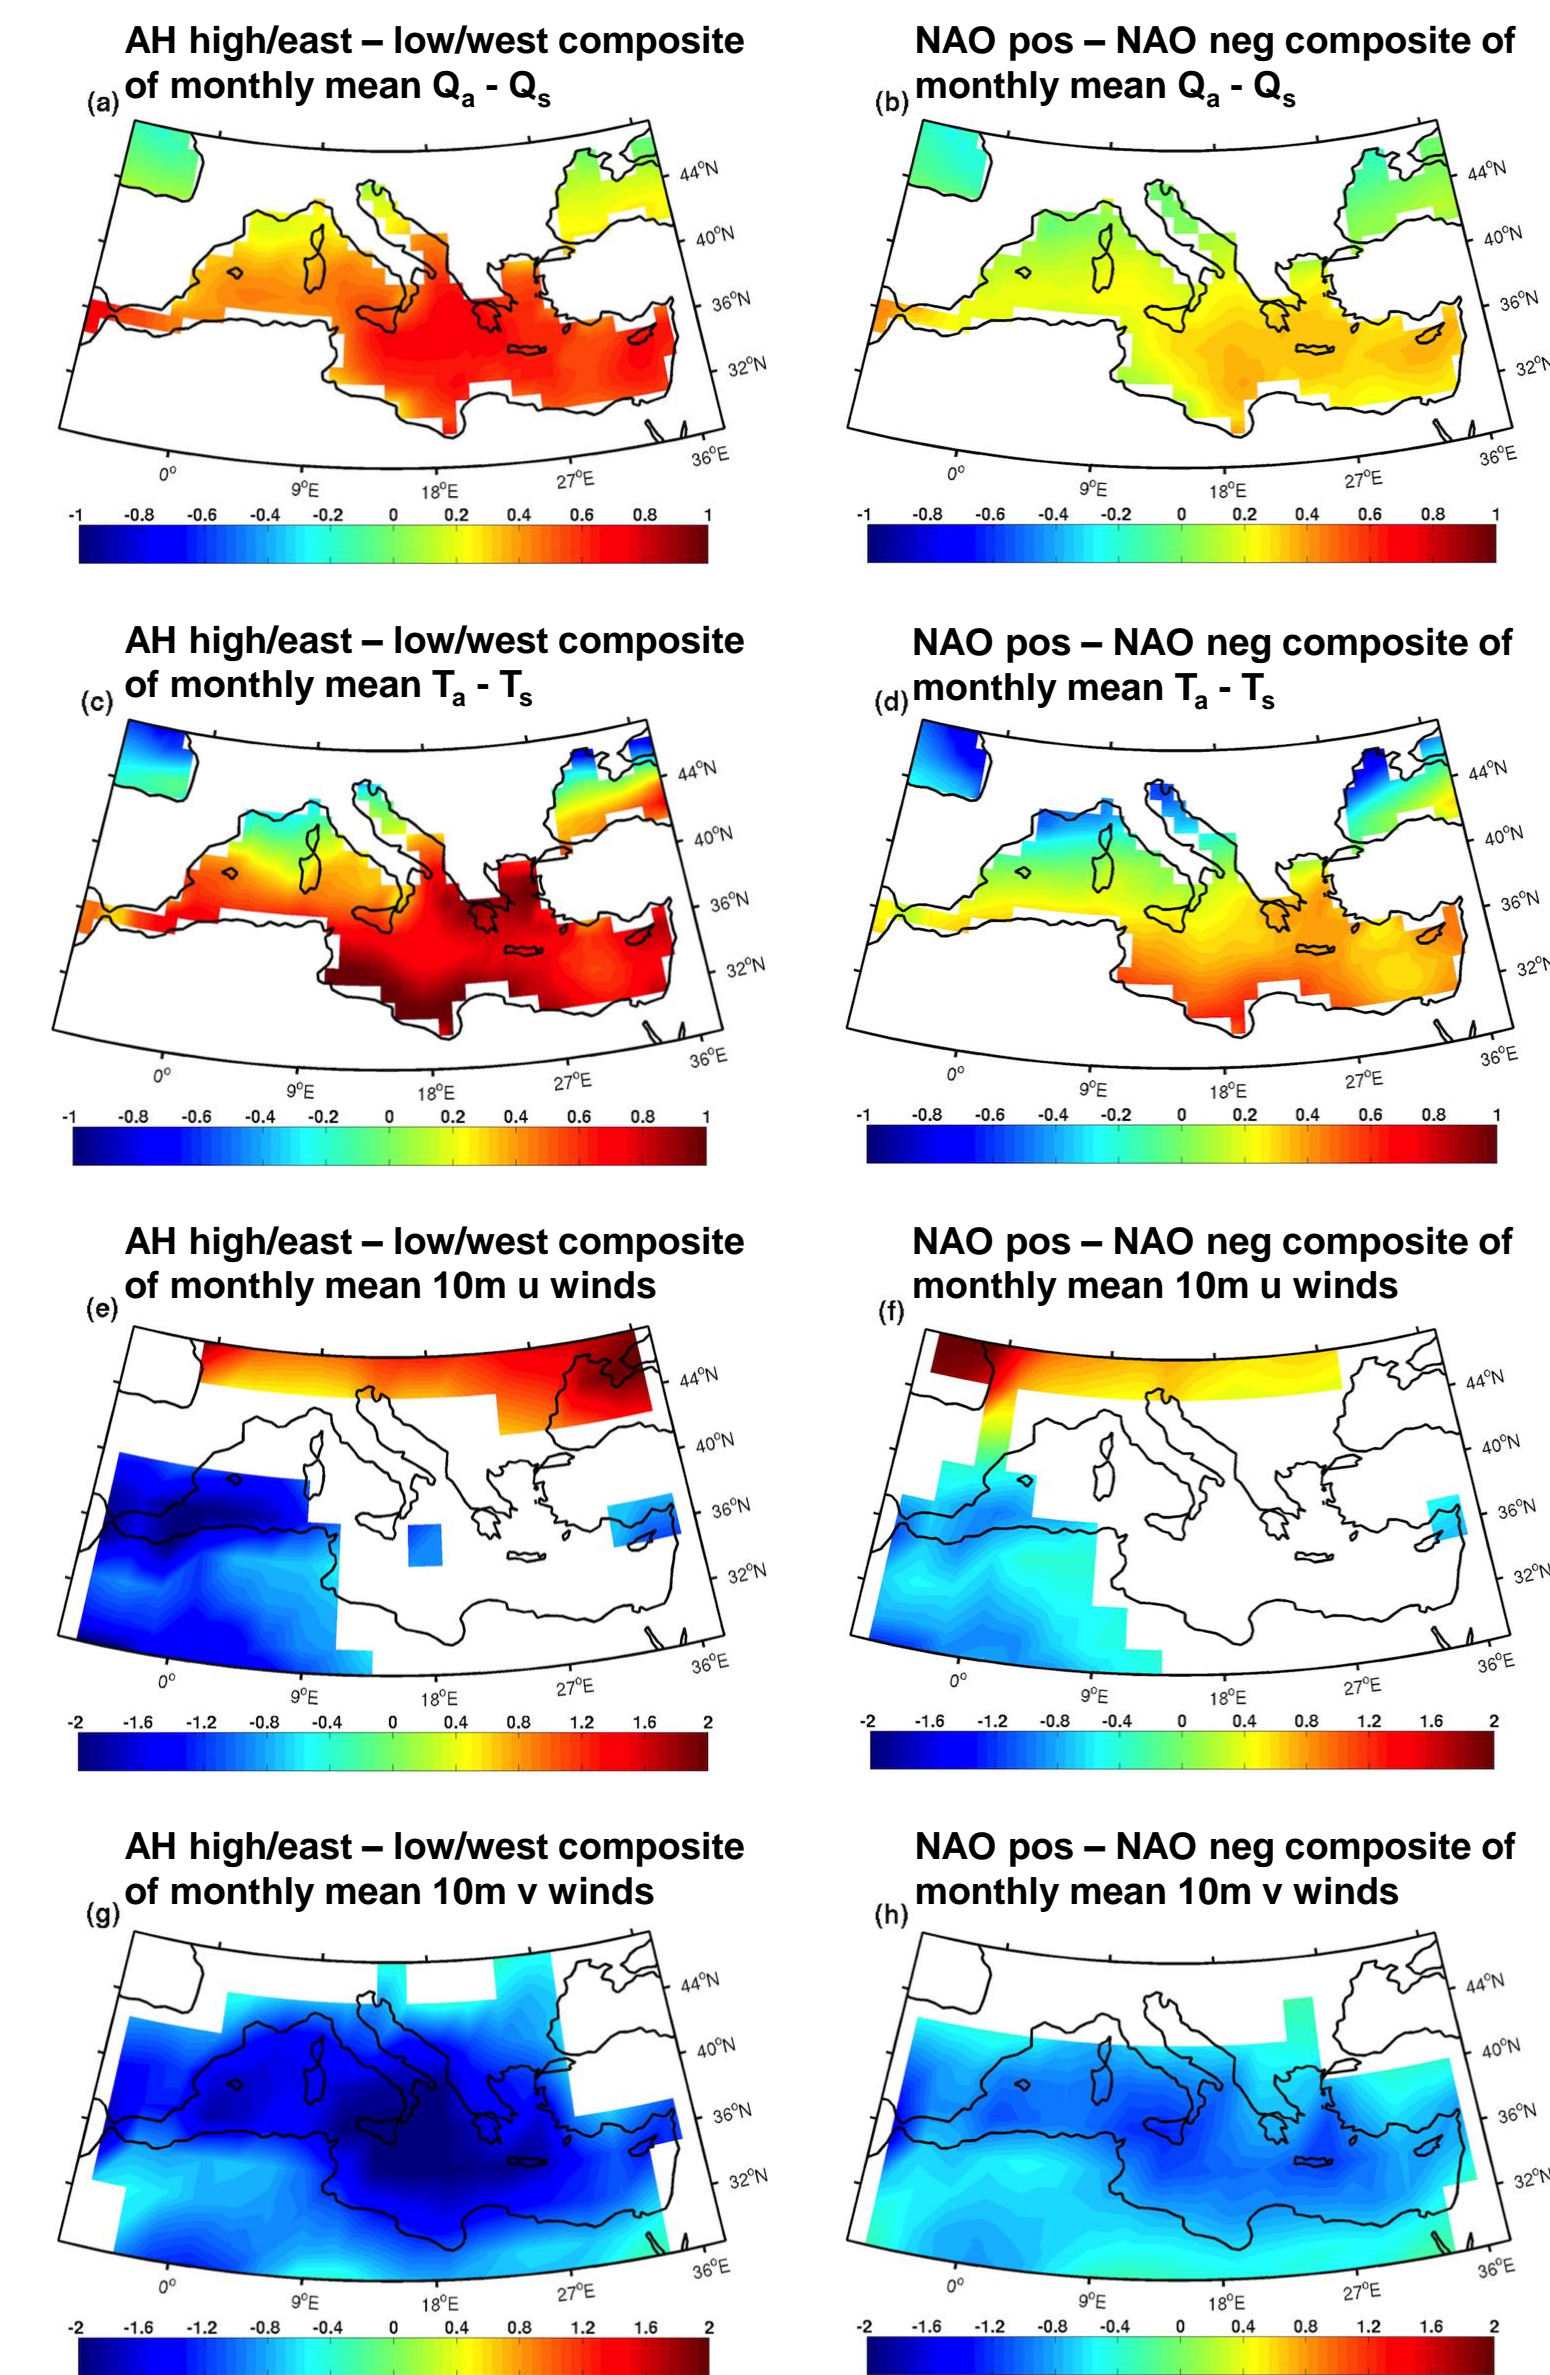 AH high/east – low/west composite
of monthly mean Qa - Qs
(a)
44°N
40°N
36°N
32°N
0° 9°E 18°E 27°E 36°E
-1 -0.8 -0.6 -0.4 -0.2 0 0.2 0.4 0.6 0.8 1
NAO pos – NAO neg composite of
monthly mean Qa - Qs
(b)
44°N
40°N
36°N
32°N
0° 9°E 18°E 27°E 36°E
-1 -0.8 -0.6 -0.4 -0.2 0 0.2 0.4 0.6 0.8 1
AH high/east – low/west composite
of monthly mean Ta - Ts
(c)
44°N
40°N
36°N
32°N
0° 9°E 18°E 27°E 36°E
-1 -0.8 -0.6 -0.4 -0.2 0 0.2 0.4 0.6 0.8 1
NAO pos – NAO neg composite of
monthly mean Ta - Ts
(d)
44°N
40°N
36°N
32°N
0° 9°E 18°E 27°E 36°E
-1 -0.8 -0.6 -0.4 -0.2 0 0.2 0.4 0.6 0.8 1
AH high/east – low/west composite
of monthly mean 10m u winds
(e)
44°N
40°N
36°N
32°N
0° 9°E 18°E 27°E 36°E
-2 -1.6 -1.2 -0.8 -0.4 0 0.4 0.8 1.2 1.6 2
NAO pos – NAO neg composite of
monthly mean 10m u winds
(f)
44°N
40°N
36°N
32°N
0° 9°E 18°E 27°E 36°E
-2 -1.6 -1.2 -0.8 -0.4 0 0.4 0.8 1.2 1.6 2
AH high/east – low/west composite
of monthly mean 10m v winds
(g)
44°N
40°N
36°N
32°N
0° 9°E 18°E 27°E 36°E
-2 -1.6 -1.2 -0.8 -0.4 0 0.4 0.8 1.2 1.6 2
NAO pos – NAO neg composite of
monthly mean 10m v winds
(h)
44°N
40°N
36°N
32°N
0° 9°E 18°E 27°E 36°E
-2 -1.6 -1.2 -0.8 -0.4 0 0.4 0.8 1.2 1.6 2